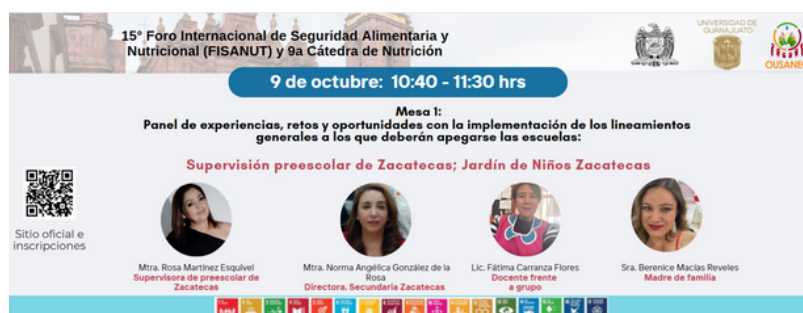 15° Foro Internacional de Seguridad Alimentaria y
Nutricional (FISANUT) y 9a Cátedra de Nutrición
UNIVERSIDAD DE
GUANAJUATO
OUSANEG
9 de octubre: 10:40 - 11:30 hrs
Mesa 1:
Panel de experiencias, retos y oportunidades con la implementación de los lineamientos
generales a los que deberán apegarse las escuelas:
Supervisión preescolar de Zacatecas; Jardín de Niños Zacatecas
Sitio oficial e
inscripciones
Mtra. Rosa Martínez Esquivel
Supervisora de preescolar de
Zacatecas
Mtra. Norma Angélica González de la
Rosa
Directora. Secundaria Zacatecas
Lic. Fátima Carranza Flores
Docente frente
a grupo
Sra. Berenice Macías Reveles
Madre de familia